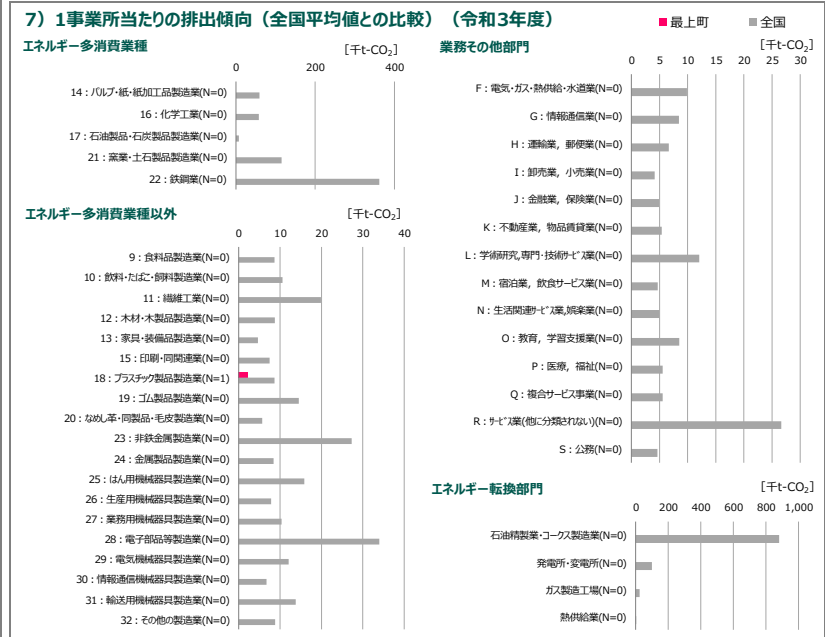 7）1事業所当たりの排出傾向（全国平均値との比較）（令和3年度）
最上町 全国
エネルギー多消費業種
［千t-CO₂］
0 200 400
14：パルプ・紙・紙加工品製造業(N=0)
16：化学工業(N=0)
17：石油製品・石炭製品製造業(N=0)
21：窯業・土石製品製造業(N=0)
22：鉄鋼業(N=0)
エネルギー多消費業種以外
［千t-CO₂］
0 10 20 30 40
9：食料品製造業(N=0)
10：飲料・たばこ・飼料製造業(N=0)
11：繊維工業(N=0)
12：木材・木製品製造業(N=0)
13：家具・装備品製造業(N=0)
15：印刷・同関連業(N=0)
18：プラスチック製品製造業(N=1)
19：ゴム製品製造業(N=0)
20：なめし革・同製品・毛皮製造業(N=0)
23：非鉄金属製造業(N=0)
24：金属製品製造業(N=0)
25：はん用機械器具製造業(N=0)
26：生産用機械器具製造業(N=0)
27：業務用機械器具製造業(N=0)
28：電子部品等製造業(N=0)
29：電気機械器具製造業(N=0)
30：情報通信機械器具製造業(N=0)
31：輸送用機械器具製造業(N=0)
32：その他の製造業(N=0)
業務その他部門
［千t-CO₂］
0 5 10 15 20 25 30
F：電気・ガス・熱供給・水道業(N=0)
G：情報通信業(N=0)
H：運輸業，郵便業(N=0)
I：卸売業，小売業(N=0)
J：金融業，保険業(N=0)
K：不動産業，物品賃貸業(N=0)
L：学術研究,専門・技術ｻｰﾋﾞｽ業(N=0)
M：宿泊業，飲食サービス業(N=0)
N：生活関連ｻｰﾋﾞｽ業,娯楽業(N=0)
O：教育，学習支援業(N=0)
P：医療，福祉(N=0)
Q：複合サービス事業(N=0)
R：ｻｰﾋﾞｽ業(他に分類されない)(N=0)
S：公務(N=0)
エネルギー転換部門
［千t-CO₂］
0 200 400 600 800 1,000
石油精製業・コークス製造業(N=0)
発電所・変電所(N=0)
ガス製造工場(N=0)
熱供給業(N=0)